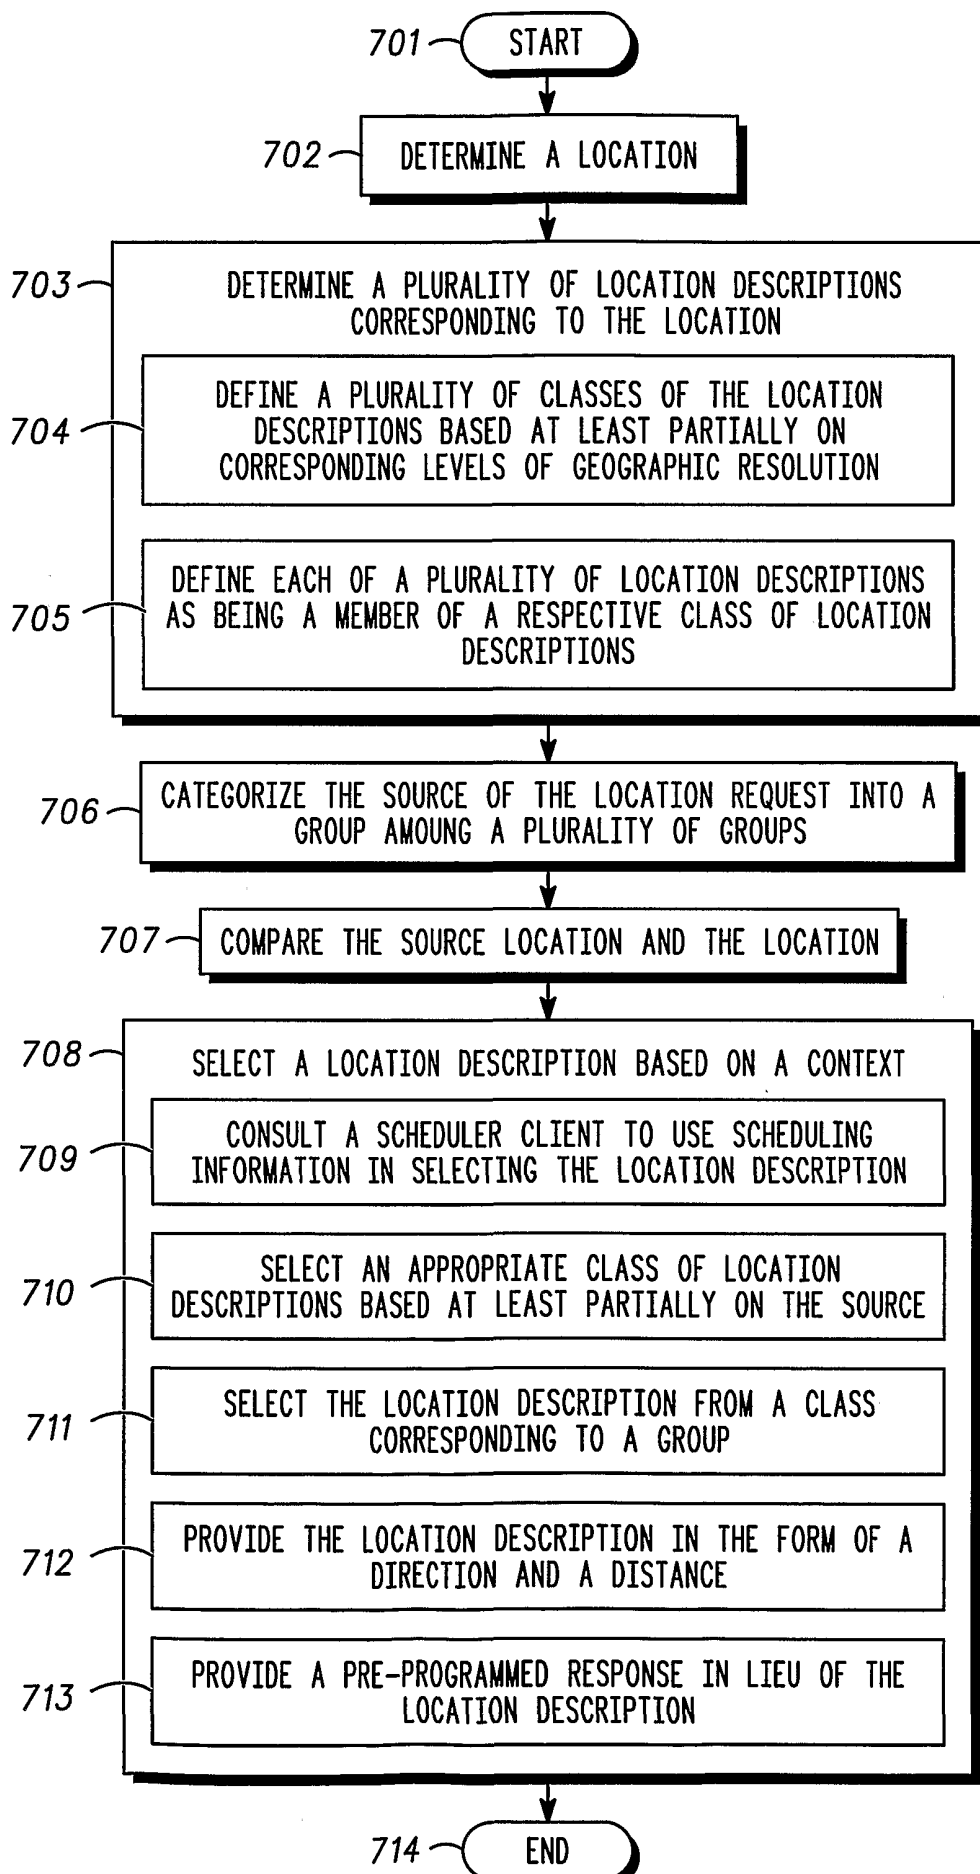 701 START
702 DETERMINE A LOCATION
703 DETERMINE A PLURALITY OF LOCATION DESCRIPTIONS
CORRESPONDING TO THE LOCATION
DEFINE A PLURALITY OF CLASSES OF THE LOCATION
704 DESCRIPTIONS BASED AT LEAST PARTIALLY ON
CORRESPONDING LEVELS OF GEOGRAPHIC RESOLUTION
DEFINE EACH OF A PLURALITY OF LOCATION DESCRIPTIONS
705 AS BEING A MEMBER OF A RESPECTIVE CLASS OF LOCATION
DESCRIPTIONS
706 CATEGORIZE THE SOURCE OF THE LOCATION REQUEST INTO A
GROUP AMOUNG A PLURALITY OF GROUPS
707 COMPARE THE SOURCE LOCATION AND THE LOCATION
708 SELECT A LOCATION DESCRIPTION BASED ON A CONTEXT
709 CONSULT A SCHEDULER CLIENT TO USE SCHEDULING
INFORMATION IN SELECTING THE LOCATION DESCRIPTION
710 SELECT AN APPROPRIATE CLASS OF LOCATION
DESCRIPTIONS BASED AT LEAST PARTIALLY ON THE SOURCE
711 SELECT THE LOCATION DESCRIPTION FROM A CLASS
CORRESPONDING TO A GROUP
712 PROVIDE THE LOCATION DESCRIPTION IN THE FORM OF A
DIRECTION AND A DISTANCE
713 PROVIDE A PRE-PROGRAMMED RESPONSE IN LIEU OF THE
LOCATION DESCRIPTION
714 END